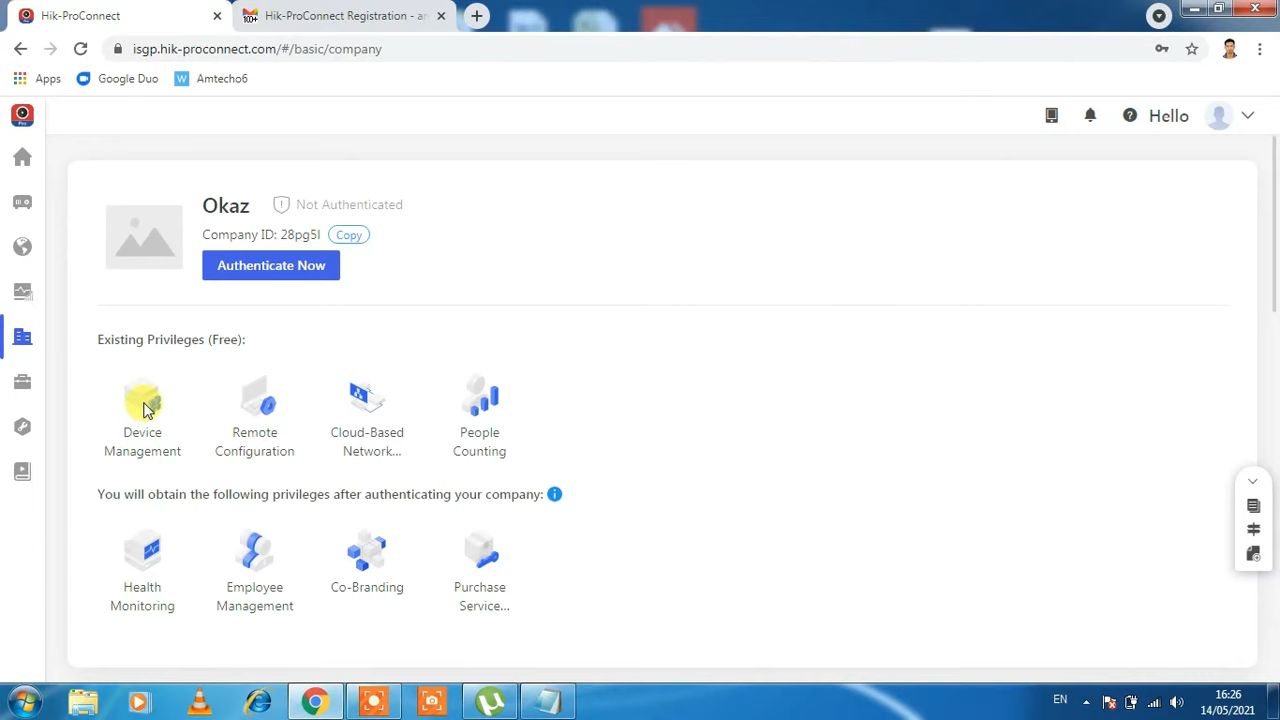 Hik-ProConnect
Hik-ProConnect Registration - an
isgp.hik-proconnect.com/#/basic/company
Apps
Google Duo
Amtecho6
Hello
Okaz
Not Authenticated
Company ID: 28pg5l
Copy
Authenticate Now
Existing Privileges (Free):
Device
Management
Remote
Configuration
Cloud-Based
Network...
People
Counting
You will obtain the following privileges after authenticating your company:
Health
Monitoring
Employee
Management
Co-Branding
Purchase
Service...
EN
16:26
14/05/2021